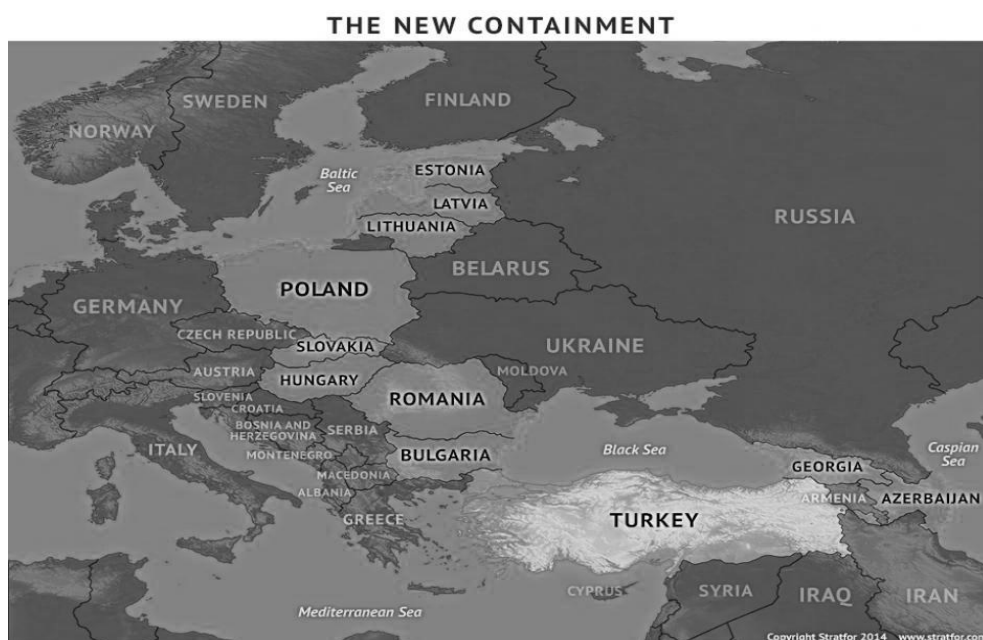 THE NEW CONTAINMENT
SWEDEN
FINLAND
NORWAY
Baltic
Sea
ESTONIA
LATVIA
LITHUANIA
RUSSIA
BELARUS
POLAND
GERMANY
CZECH REPUBLIC
SLOVAKIA
UKRAINE
AUSTRIA
HUNGARY
MOLDOVA
SLOVENIA
CROATIA
ROMANIA
BOSNIA AND
HERZEGOVINA
SERBIA
ITALY
MONTENEGRO
BULGARIA
Black Sea
Caspian
Sea
MACEDONIA
GEORGIA
ALBANIA
ARMENIA
AZERBAIJAN
GREECE
TURKEY
CYPRUS
SYRIA
IRAQ
IRAN
Mediterranean Sea
Copyright Stratfor 2014 www.stratfor.com